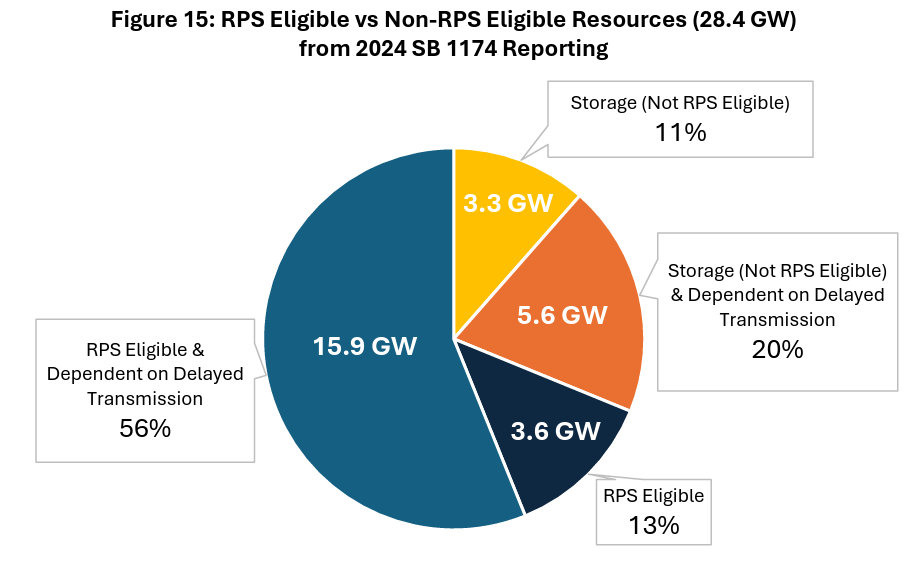 Figure 15: RPS Eligible vs Non-RPS Eligible Resources (28.4 GW)
from 2024 SB 1174 Reporting
Storage (Not RPS Eligible)
11%
3.3 GW
Storage (Not RPS Eligible)
& Dependent on Delayed
Transmission
20%
5.6 GW
15.9 GW
RPS Eligible &
Dependent on Delayed
Transmission
56%
3.6 GW
RPS Eligible
13%